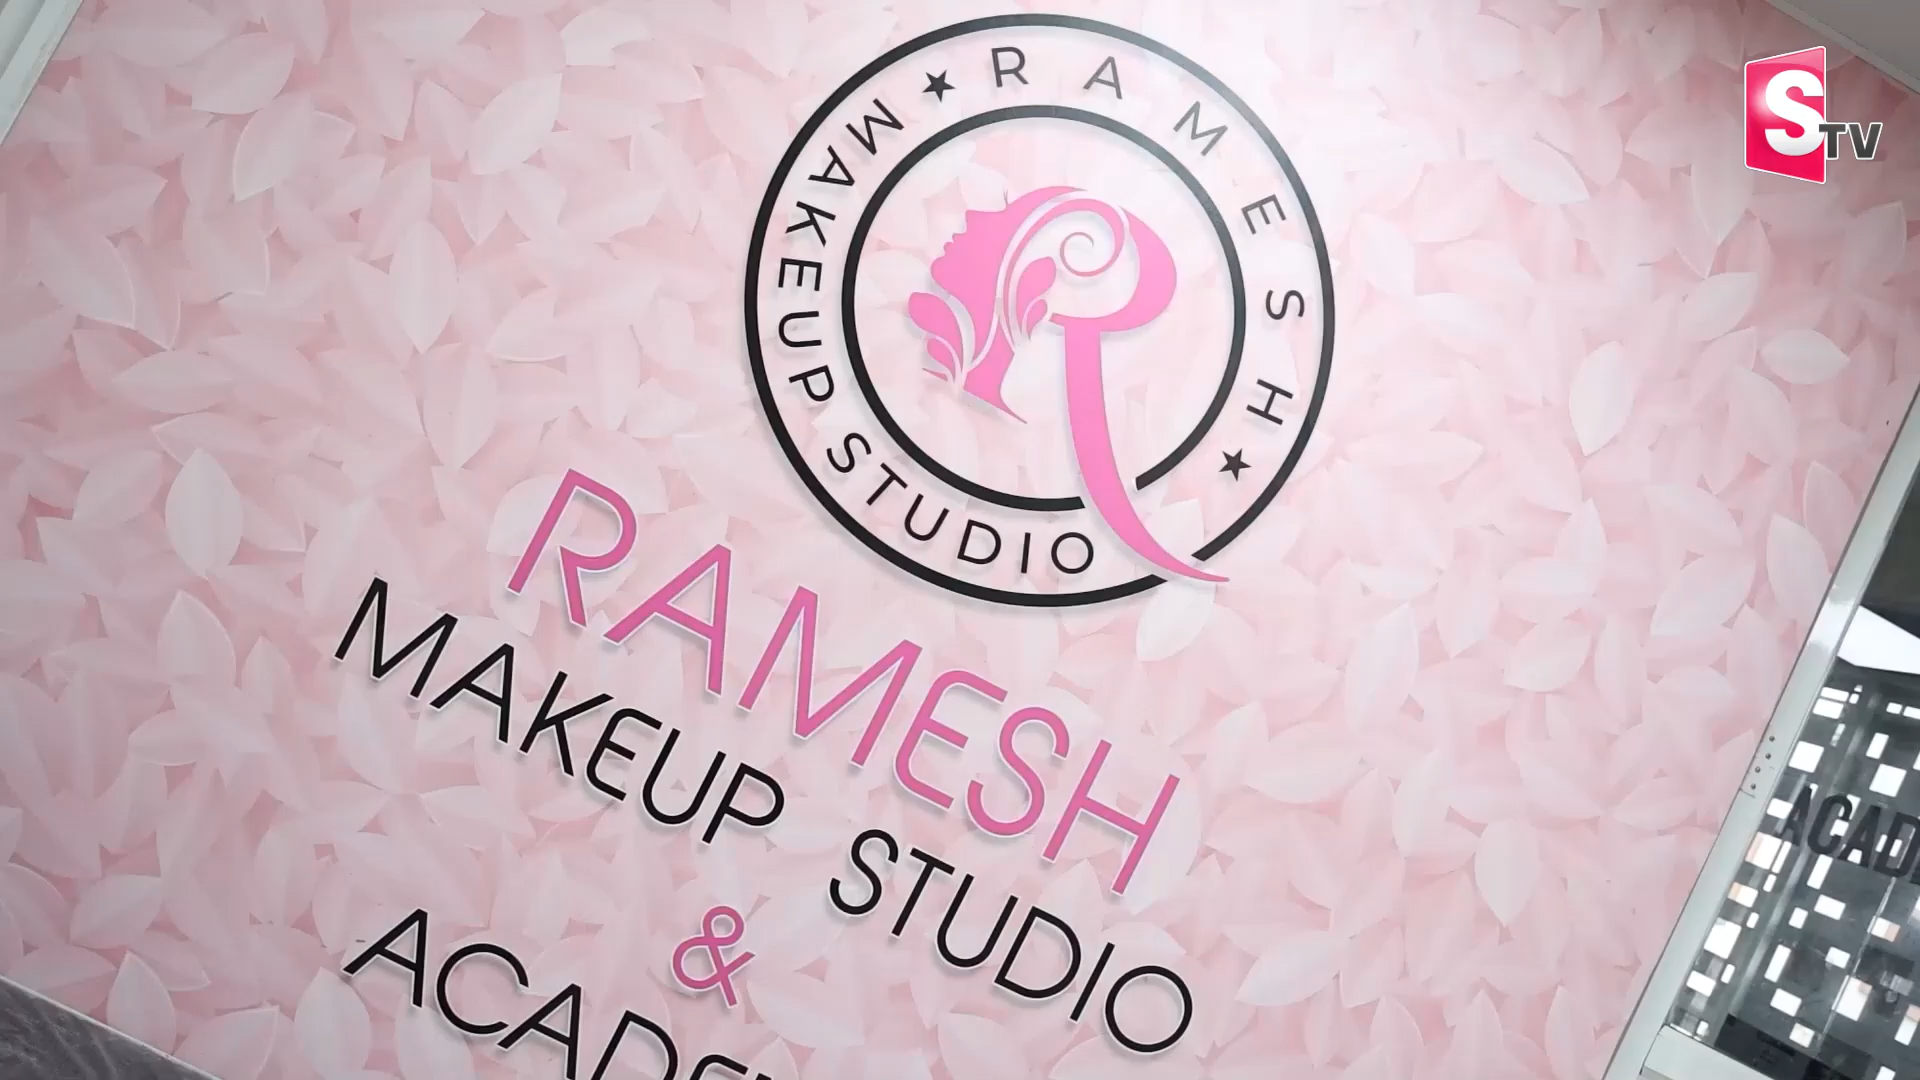 RAMESH
MAKEUP STUDIO
STV
RAMESH
MAKEUP STUDIO
&